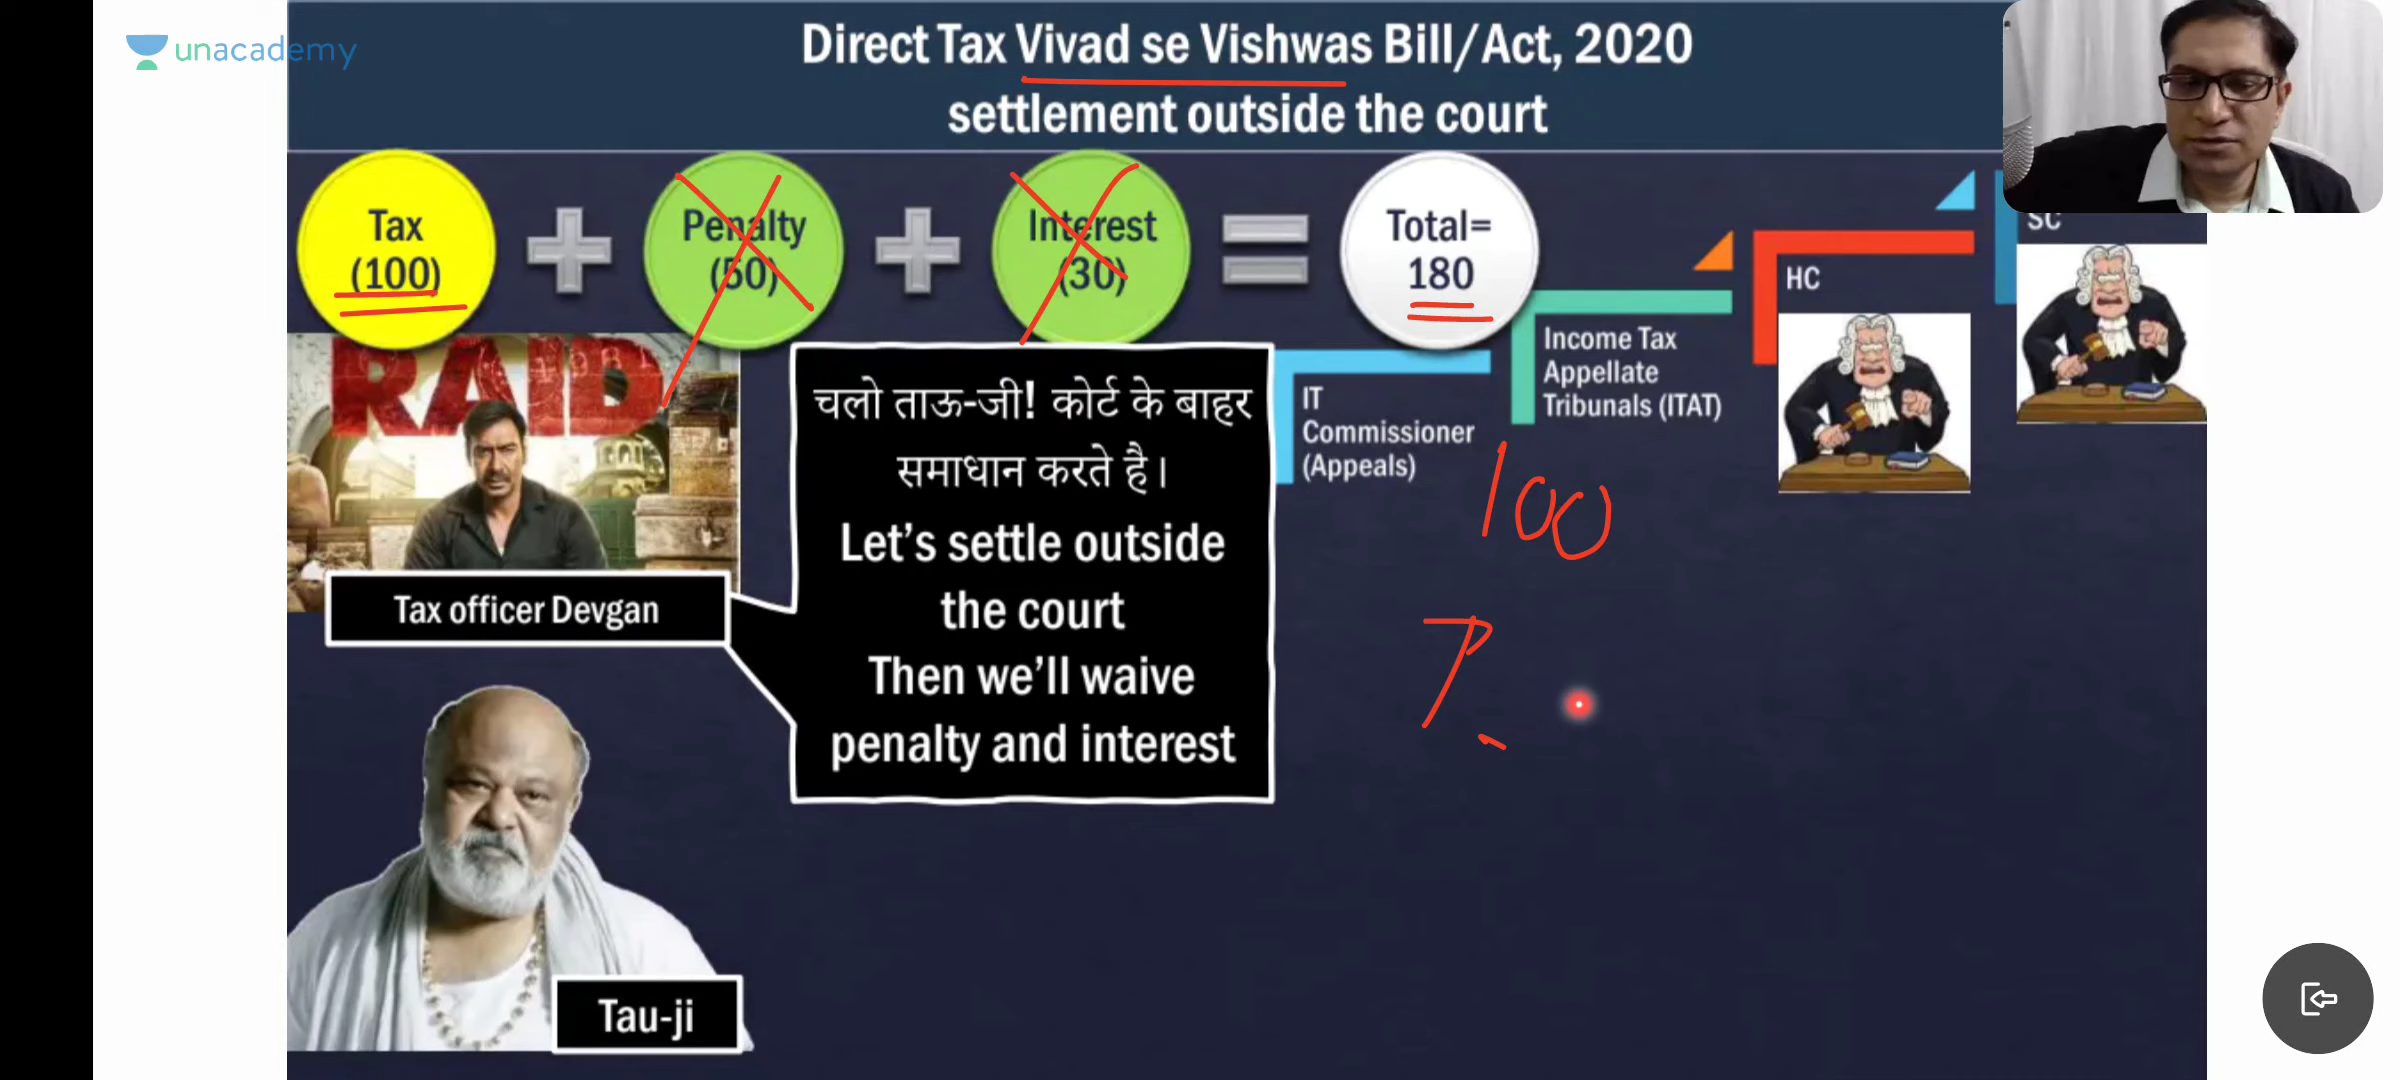 unacademy
Direct Tax Vivad se Vishwas Bill/Act, 2020
settlement outside the court
Tax
(100)
Penalty
(50)
Interest
(30)
Total=
180
SC
HC
Income Tax
Appellate
Tribunals (ITAT)
IT
Commissioner
(Appeals)
RAID
चलो ताऊ-जी! कोर्ट के बाहर
समाधान करते है।
Let's settle outside
the court
Then we'll waive
penalty and interest
100
Tax officer Devgan
Tau-ji